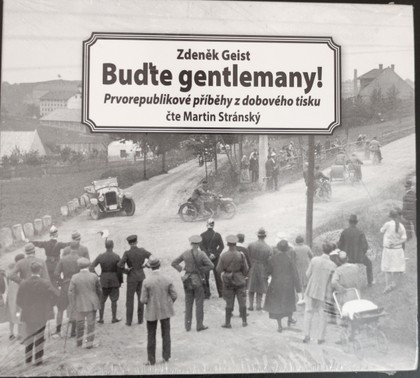 Zdeněk Geist
Buďte gentlemany!
Prvorepublikové příběhy z dobového tisku
čte Martin Stránský